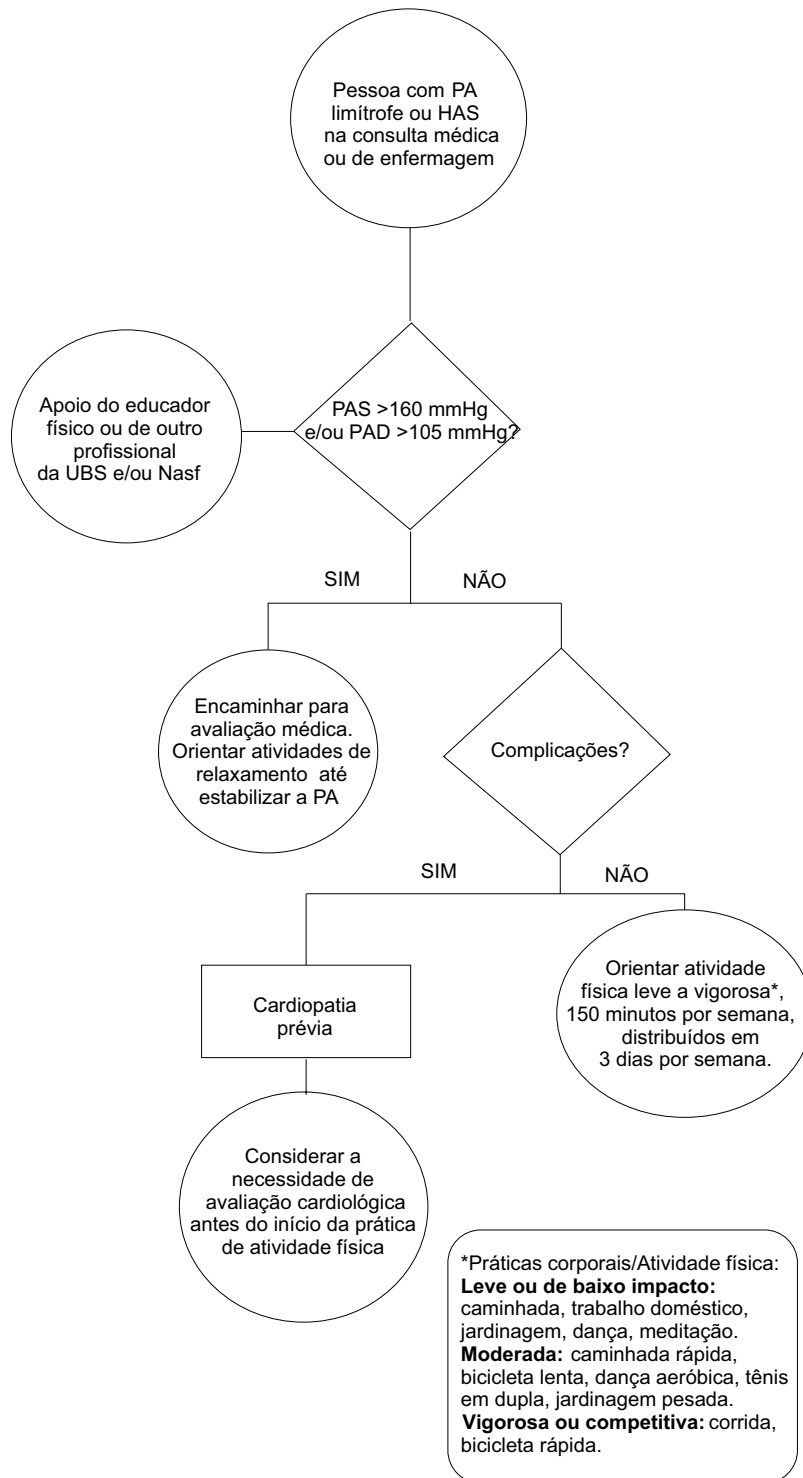 Pessoa com PA
limítrofe ou HAS
na consulta médica
ou de enfermagem
PAS >160 mmHg
e/ou PAD >105 mmHg?
Apoio do educador
físico ou de outro
profissional
da UBS e/ou Nasf
SIM
NÃO
Encaminhar para
avaliação médica.
Orientar atividades de
relaxamento até
estabilizar a PA
Complicações?
SIM
NÃO
Cardiopatia
prévia
Orientar atividade
física leve a vigorosa*,
150 minutos por semana,
distribuídos em
3 dias por semana.
Considerar a
necessidade de
avaliação cardiológica
antes do início da prática
de atividade física
*Práticas corporais/Atividade física:
Leve ou de baixo impacto:
caminhada, trabalho doméstico,
jardinagem, dança, meditação.
Moderada: caminhada rápida,
bicicleta lenta, dança aeróbica, tênis
em dupla, jardinagem pesada.
Vigorosa ou competitiva: corrida,
bicicleta rápida.